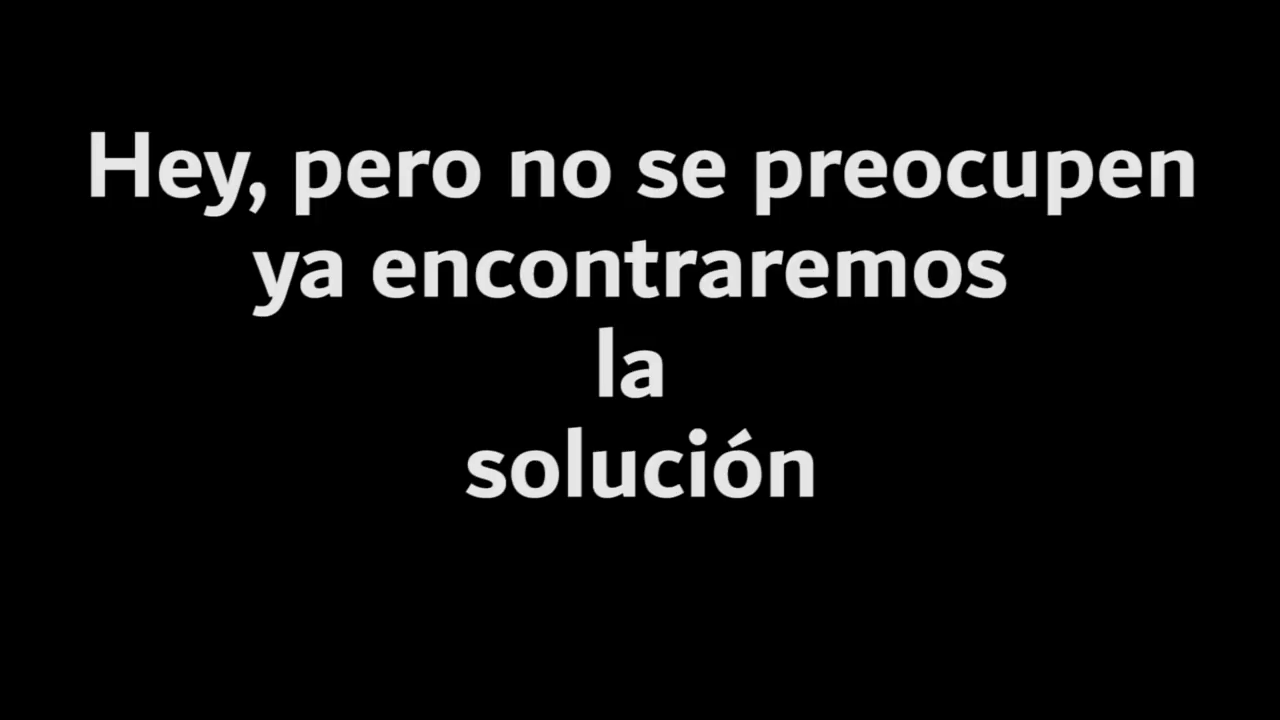 Hey, pero no se preocupen
ya encontraremos
la
solución